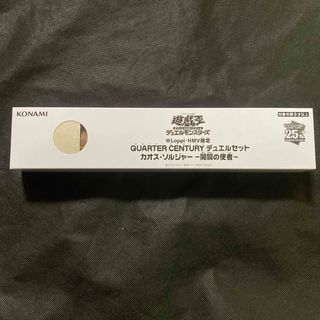 KONAMI
遊戯王
デュエルモンスターズ
※Loppi・HMV限定
QUARTER CENTURY デュエルセット
カオス・ソルジャー −開闢の使者−
25th